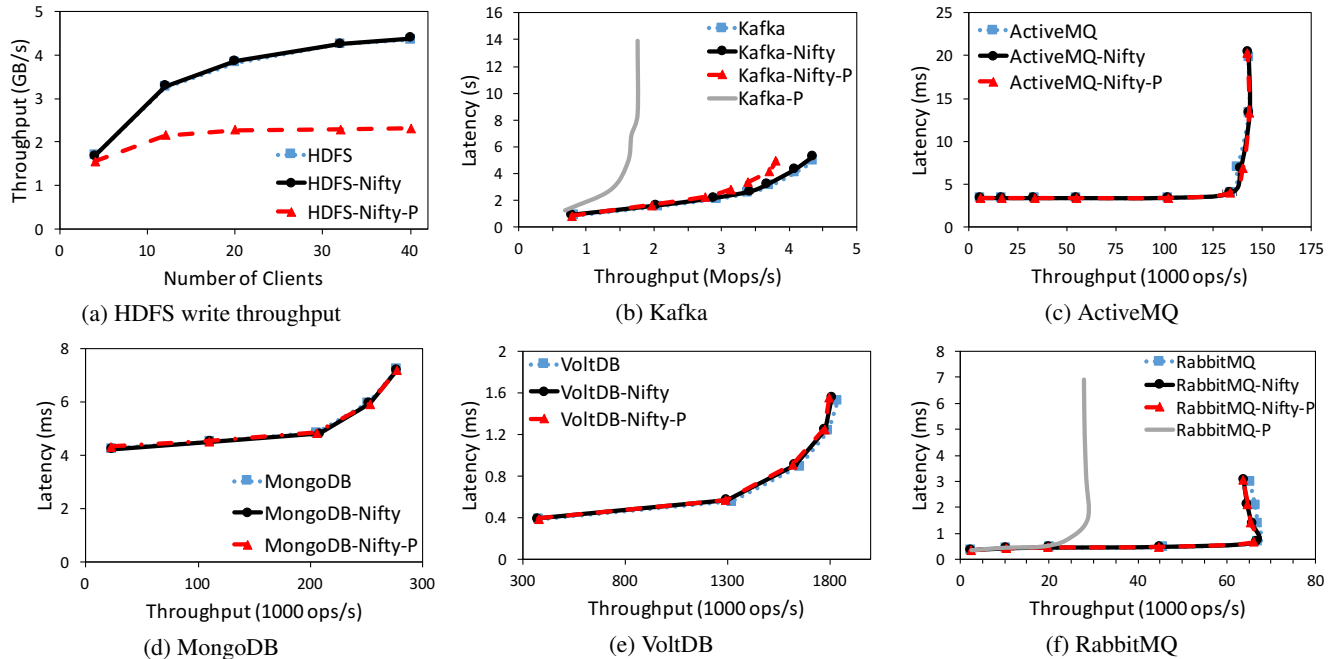 5
4
3
2
1
0
Throughput (GB/s)
HDFS
HDFS-Nifty
HDFS-Nifty-P
0 10 20 30 40
Number of Clients
(a) HDFS write throughput
16
14
12
10
8
6
4
2
0
Latency (s)
Kafka
Kafka-Nifty
Kafka-Nifty-P
Kafka-P
0 1 2 3 4 5
Throughput (Mops/s)
(b) Kafka
25
20
15
10
5
0
Latency (ms)
ActiveMQ
ActiveMQ-Nifty
ActiveMQ-Nifty-P
0 25 50 75 100 125 150 175
Throughput (1000 ops/s)
(c) ActiveMQ
8
6
4
2
0
Latency (ms)
MongoDB
MongoDB-Nifty
MongoDB-Nifty-P
0 100 200 300
Throughput (1000 ops/s)
(d) MongoDB
2
1.6
1.2
0.8
0.4
0
Latency (ms)
VoltDB
VoltDB-Nifty
VoltDB-Nifty-P
300 800 1300 1800
Throughput (1000 ops/s)
(e) VoltDB
8
7
6
5
4
3
2
1
0
Latency (ms)
RabbitMQ
RabbitMQ-Nifty
RabbitMQ-Nifty-P
RabbitMQ-P
0 20 40 60 80
Throughput (1000 ops/s)
(f) RabbitMQ